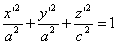 x'²/a² + y'²/a² + z'²/c² = 1